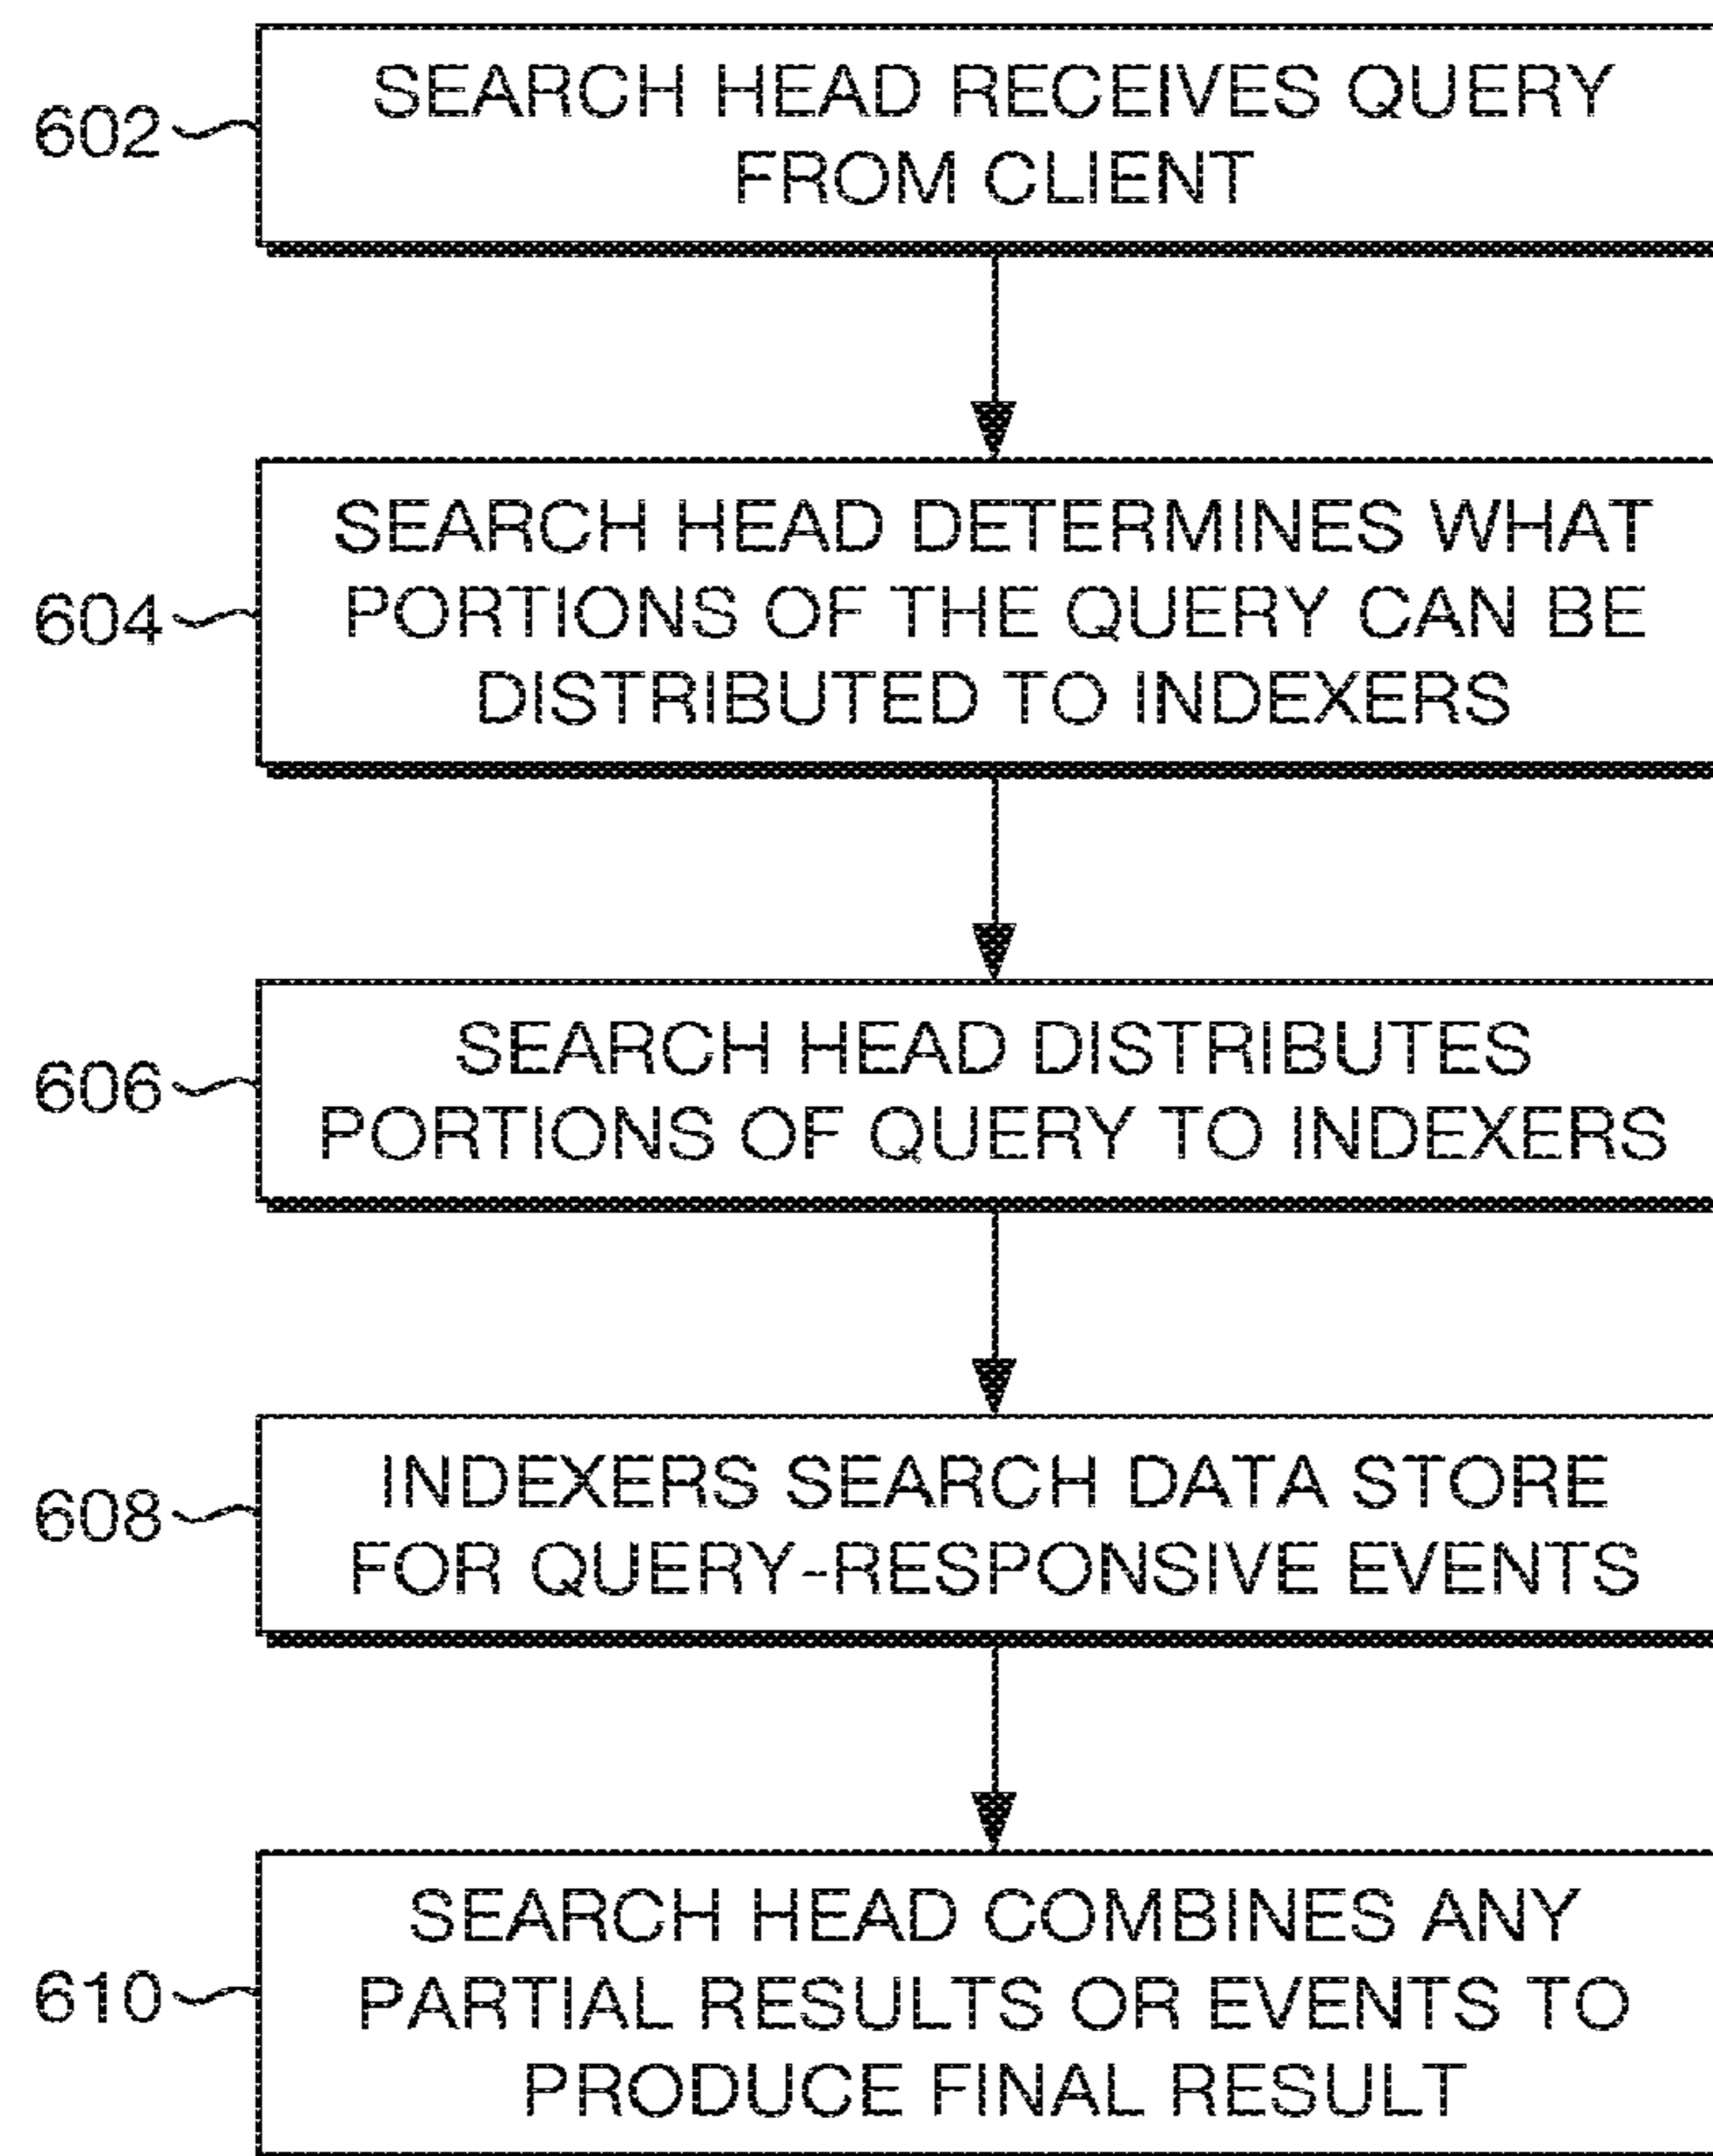 602
SEARCH HEAD RECEIVES QUERY
FROM CLIENT
604
SEARCH HEAD DETERMINES WHAT
PORTIONS OF THE QUERY CAN BE
DISTRIBUTED TO INDEXERS
606
SEARCH HEAD DISTRIBUTES
PORTIONS OF QUERY TO INDEXERS
608
INDEXERS SEARCH DATA STORE
FOR QUERY-RESPONSIVE EVENTS
610
SEARCH HEAD COMBINES ANY
PARTIAL RESULTS OR EVENTS TO
PRODUCE FINAL RESULT